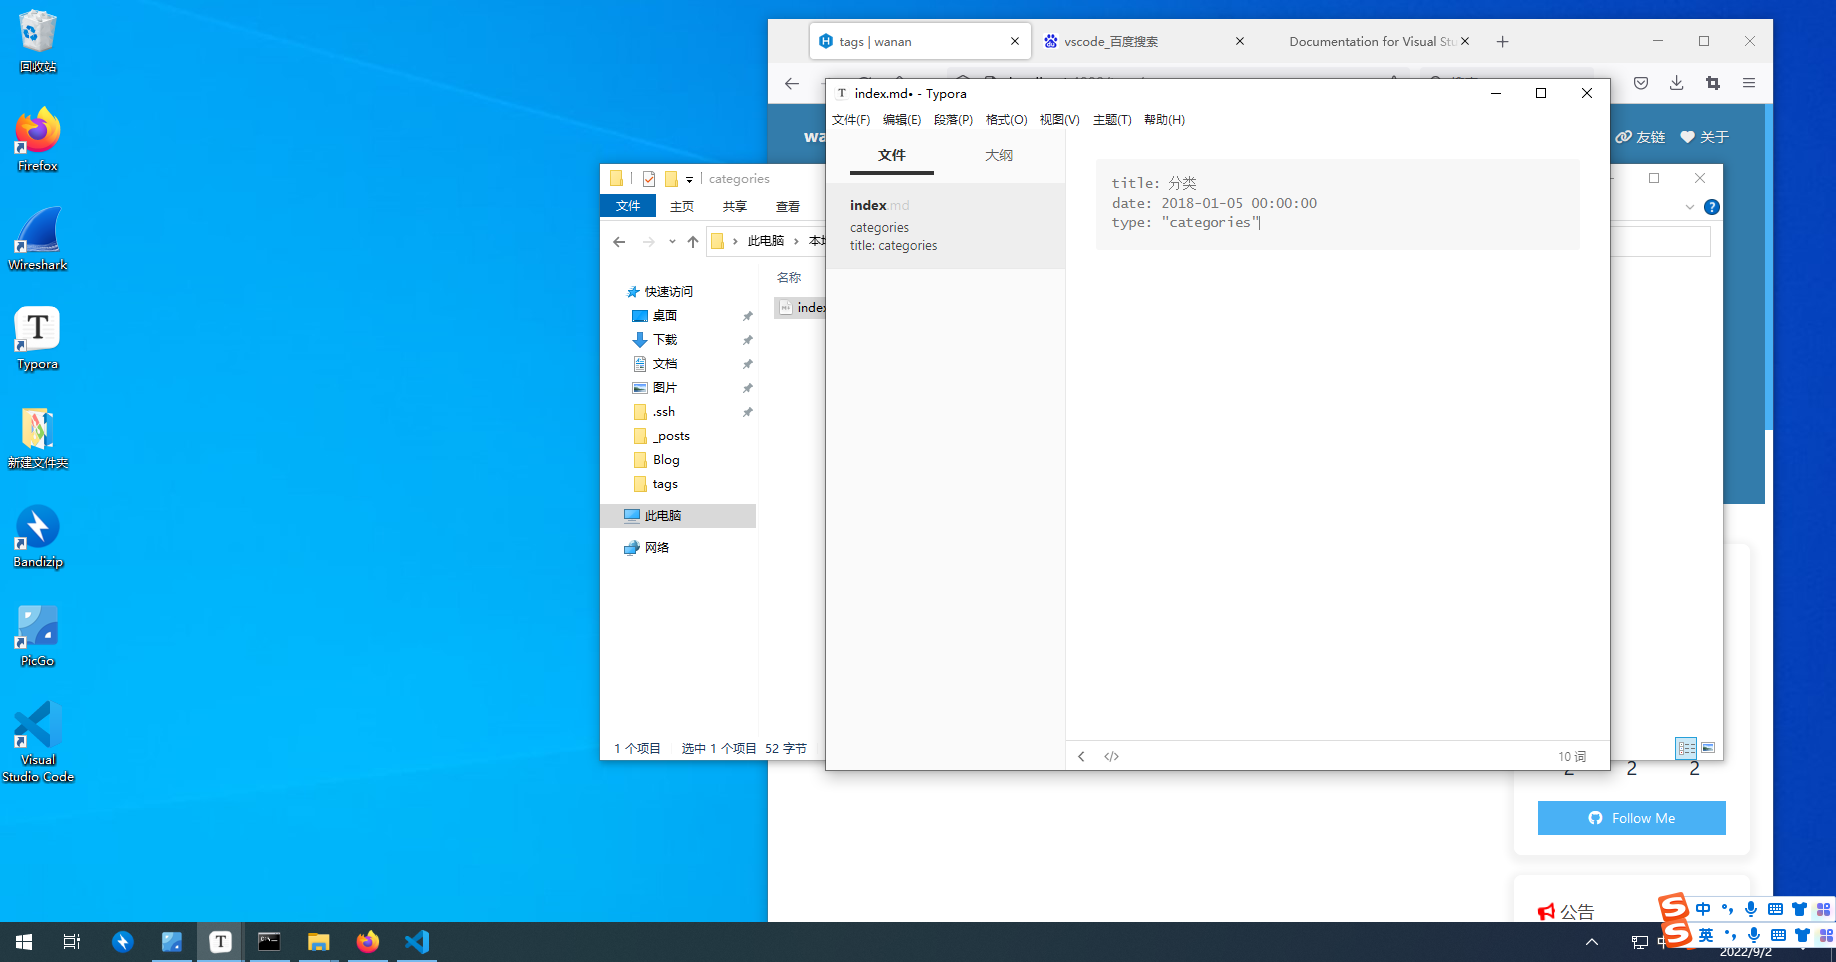 回收站
Firefox
Wireshark
Typora
新建文件夹
Bandizip
PicGo
Visual
Studio Code
tags | wanan
vscode_百度搜索
Documentation for Visual Stu
wa
友链
关于
index.md• - Typora
文件(F) 编辑(E) 段落(P) 格式(O) 视图(V) 主题(T) 帮助(H)
文件
大纲
index.md
categories
title: categories
title: 分类
date: 2018-01-05 00:00:00
type: "categories"
10 词
categories
文件 主页 共享 查看
此电脑
名称
index
快速访问
桌面
下载
文档
图片
.ssh
_posts
Blog
tags
此电脑
网络
1 个项目 选中 1 个项目 52 字节
2 2 2
Follow Me
公告
中
英
2022/9/2